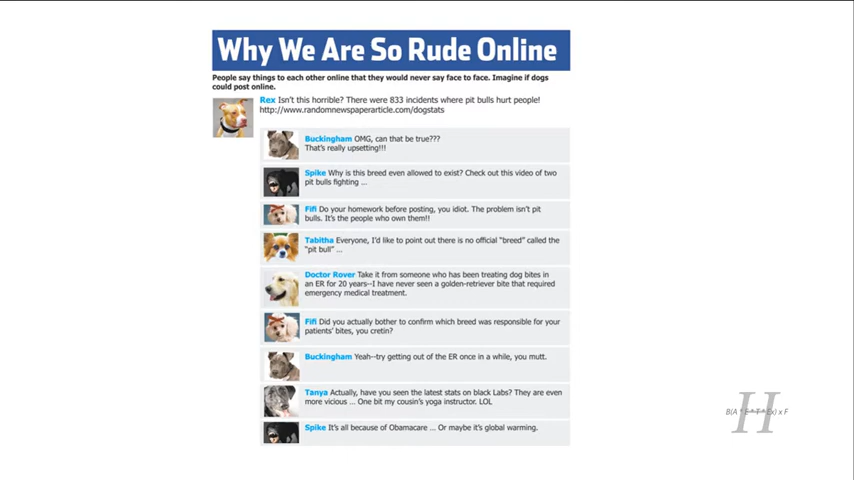 Why We Are So Rude Online
People say things to each other online that they would never say face to face. Imagine if dogs
could post online.
Rex Isn't this horrible? There were 833 incidents where pit bulls hurt people!
http://www.randomnewspaperarticle.com/dogstats
Buckingham OMG, can that be true???
That's really upsetting!!!
Spike Why is this breed even allowed to exist? Check out this video of two
pit bulls fighting ...
Fifi Do your homework before posting, you idiot. The problem isn't pit
bulls. It's the people who own them!!
Tabitha Everyone, I'd like to point out there is no official "breed" called the
"pit bull" ...
Doctor Rover Take it from someone who has been treating dog bites in
an ER for 20 years--I have never seen a golden-retriever bite that required
emergency medical treatment.
Fifi Did you actually bother to confirm which breed was responsible for your
patients' bites, you cretin?
Buckingham Yeah--try getting out of the ER once in a while, you mutt.
Tanya Actually, have you seen the latest stats on black Labs? They are even
more vicious ... One bit my cousin's yoga instructor. LOL
Spike It's all because of Obamacare ... Or maybe it's global warming.
H